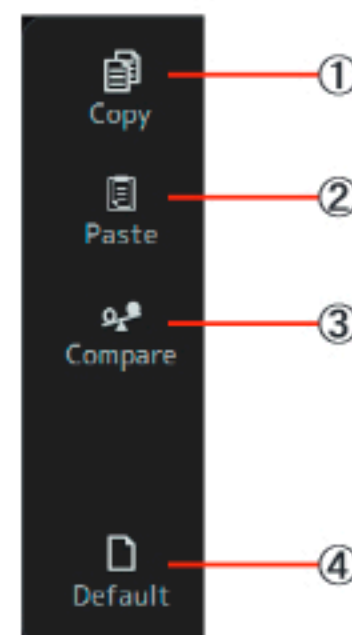 Copy ①
Paste ②
Compare ③
Default ④